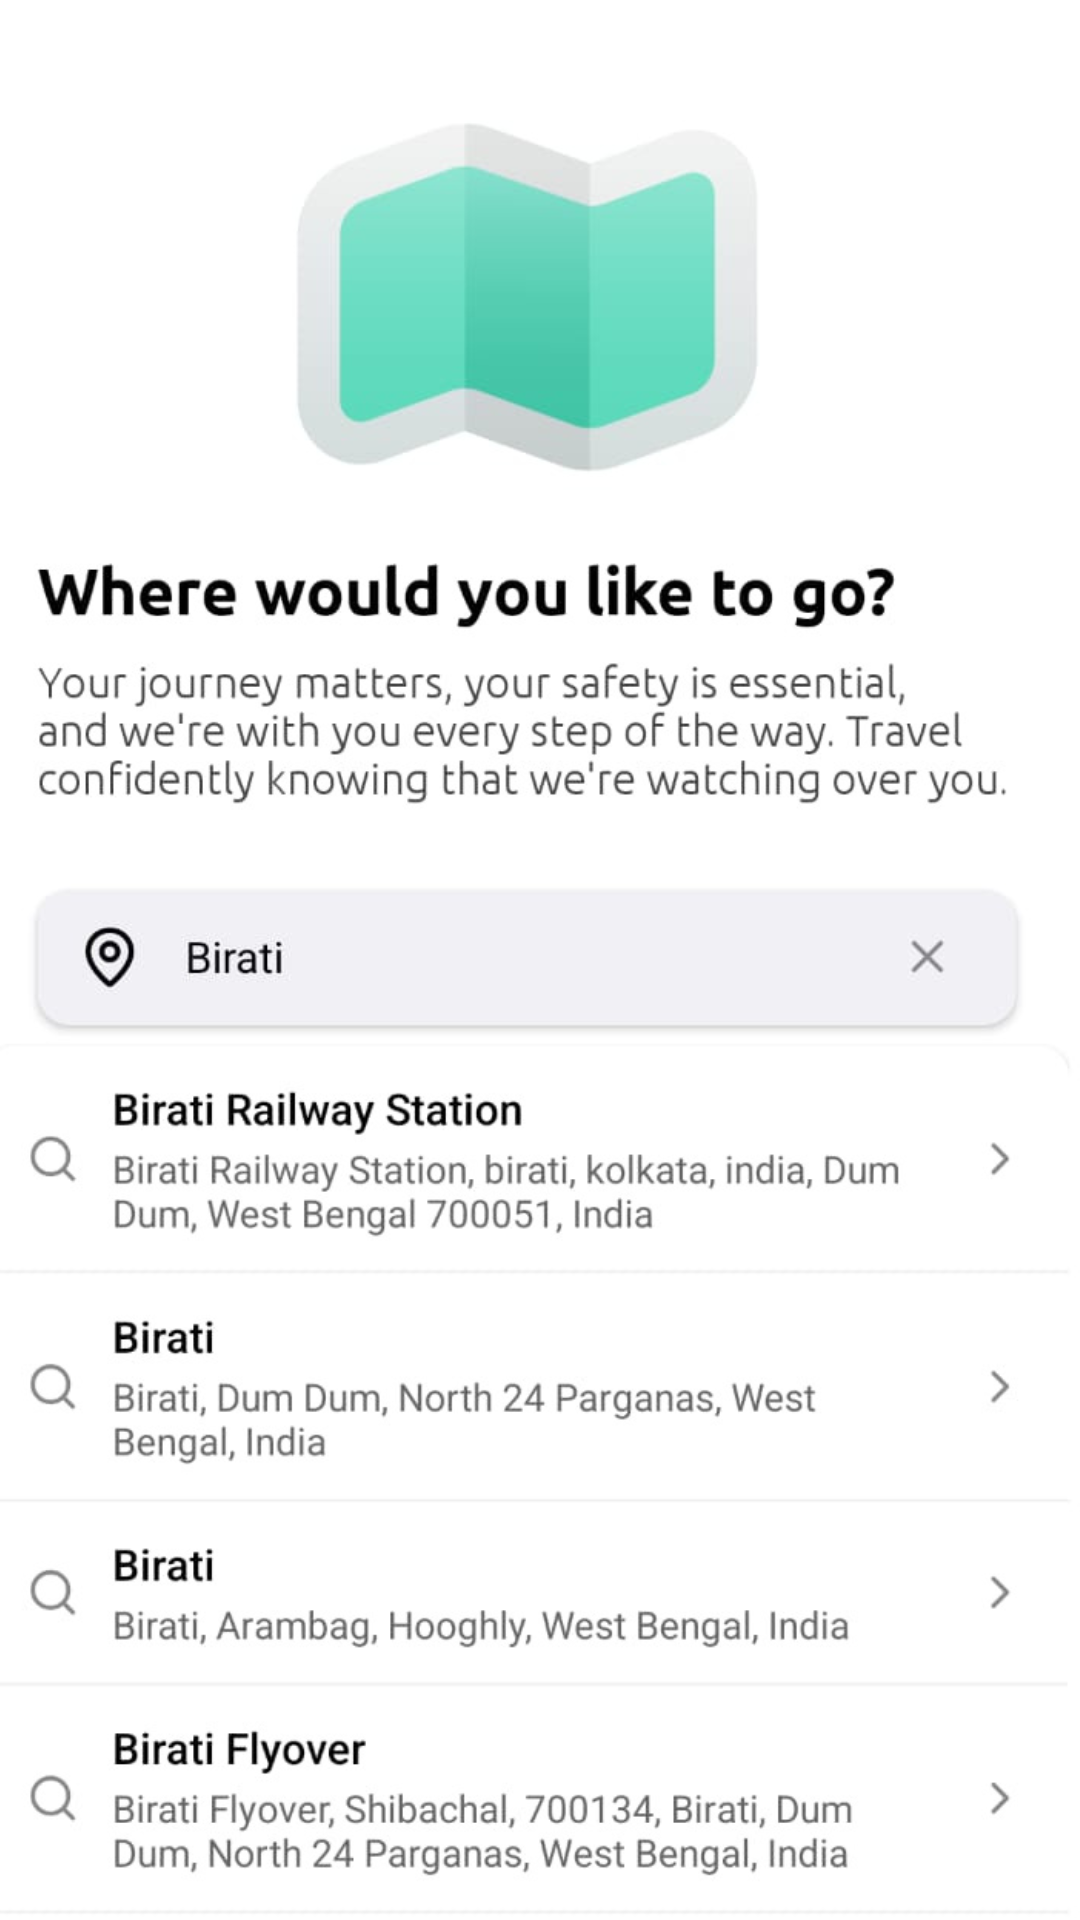 Where would you like to go?
Your journey matters, your safety is essential,
and we're with you every step of the way. Travel
confidently knowing that we're watching over you.
Birati
Birati Railway Station
Birati Railway Station, birati, kolkata, india, Dum
Dum, West Bengal 700051, India
Birati
Birati, Dum Dum, North 24 Parganas, West
Bengal, India
Birati
Birati, Arambag, Hooghly, West Bengal, India
Birati Flyover
Birati Flyover, Shibachal, 700134, Birati, Dum
Dum, North 24 Parganas, West Bengal, India